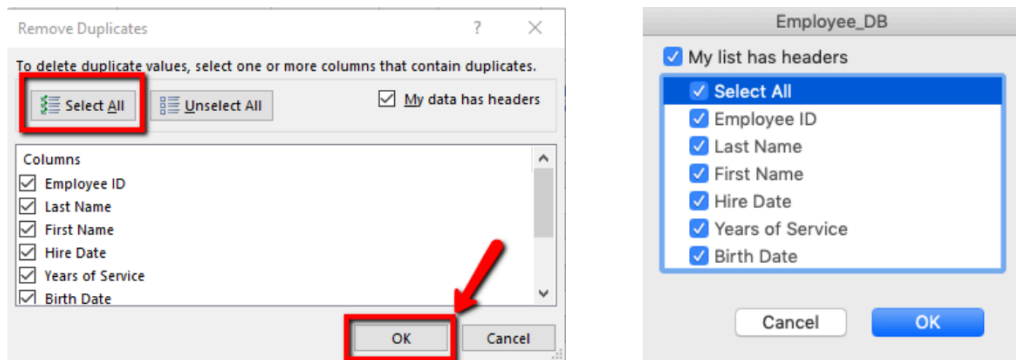 Remove Duplicates
To delete duplicate values, select one or more columns that contain duplicates.
Select All
Unselect All
My data has headers
Columns
Employee ID
Last Name
First Name
Hire Date
Years of Service
Birth Date
OK
Cancel
Employee_DB
My list has headers
Select All
Employee ID
Last Name
First Name
Hire Date
Years of Service
Birth Date
Cancel
OK